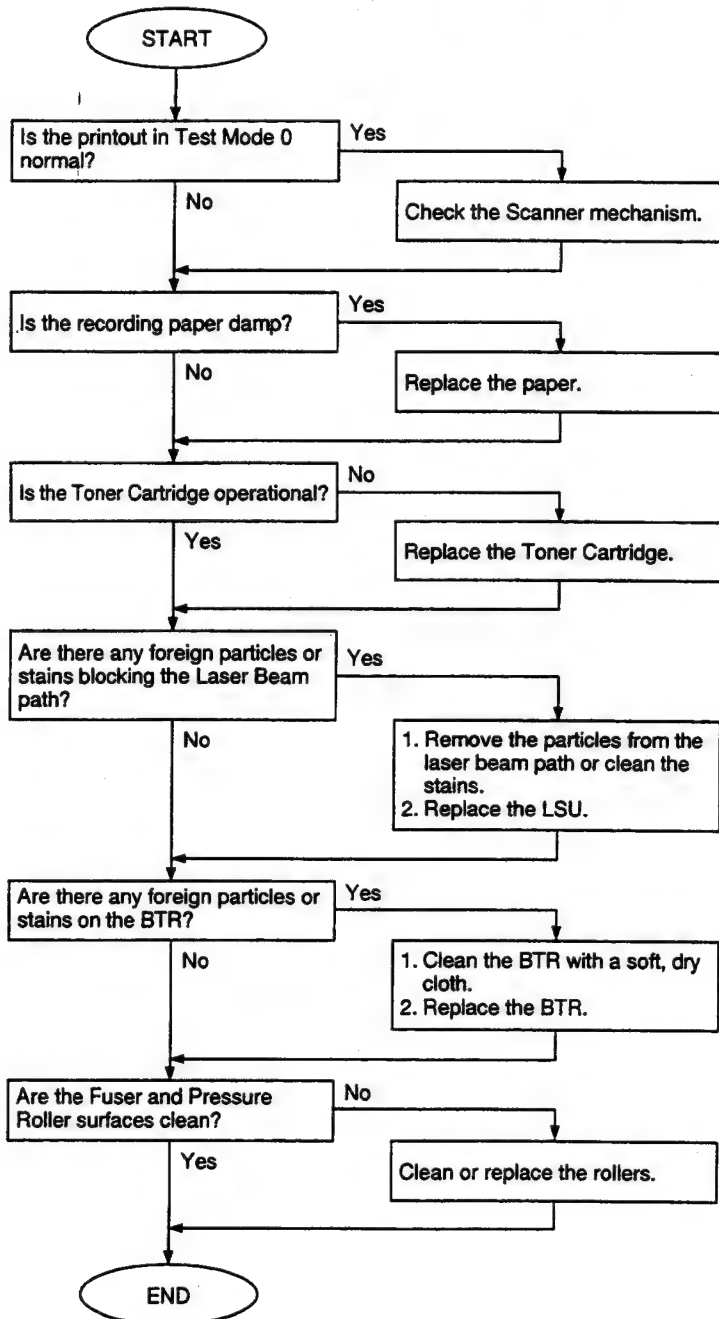 START
Is the printout in Test Mode 0
normal?
Yes
No
Check the Scanner mechanism.
Is the recording paper damp?
Yes
No
Replace the paper.
Is the Toner Cartridge operational?
No
Yes
Replace the Toner Cartridge.
Are there any foreign particles or
stains blocking the Laser Beam
path?
Yes
No
1. Remove the particles from the
laser beam path or clean the
stains.
2. Replace the LSU.
Are there any foreign particles or
stains on the BTR?
Yes
No
1. Clean the BTR with a soft, dry
cloth.
2. Replace the BTR.
Are the Fuser and Pressure
Roller surfaces clean?
No
Yes
Clean or replace the rollers.
END